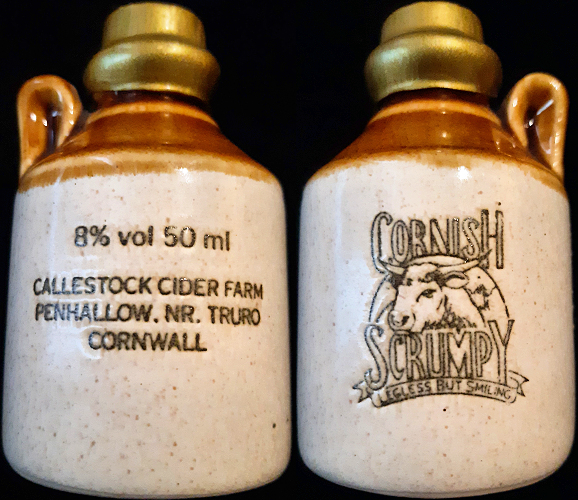 8% vol 50 ml
CALLESTOCK CIDER FARM
PENHALLOW. NR. TRURO
CORNWALL
CORNISH
SCRUMPY
LEGLESS BUT SMILING